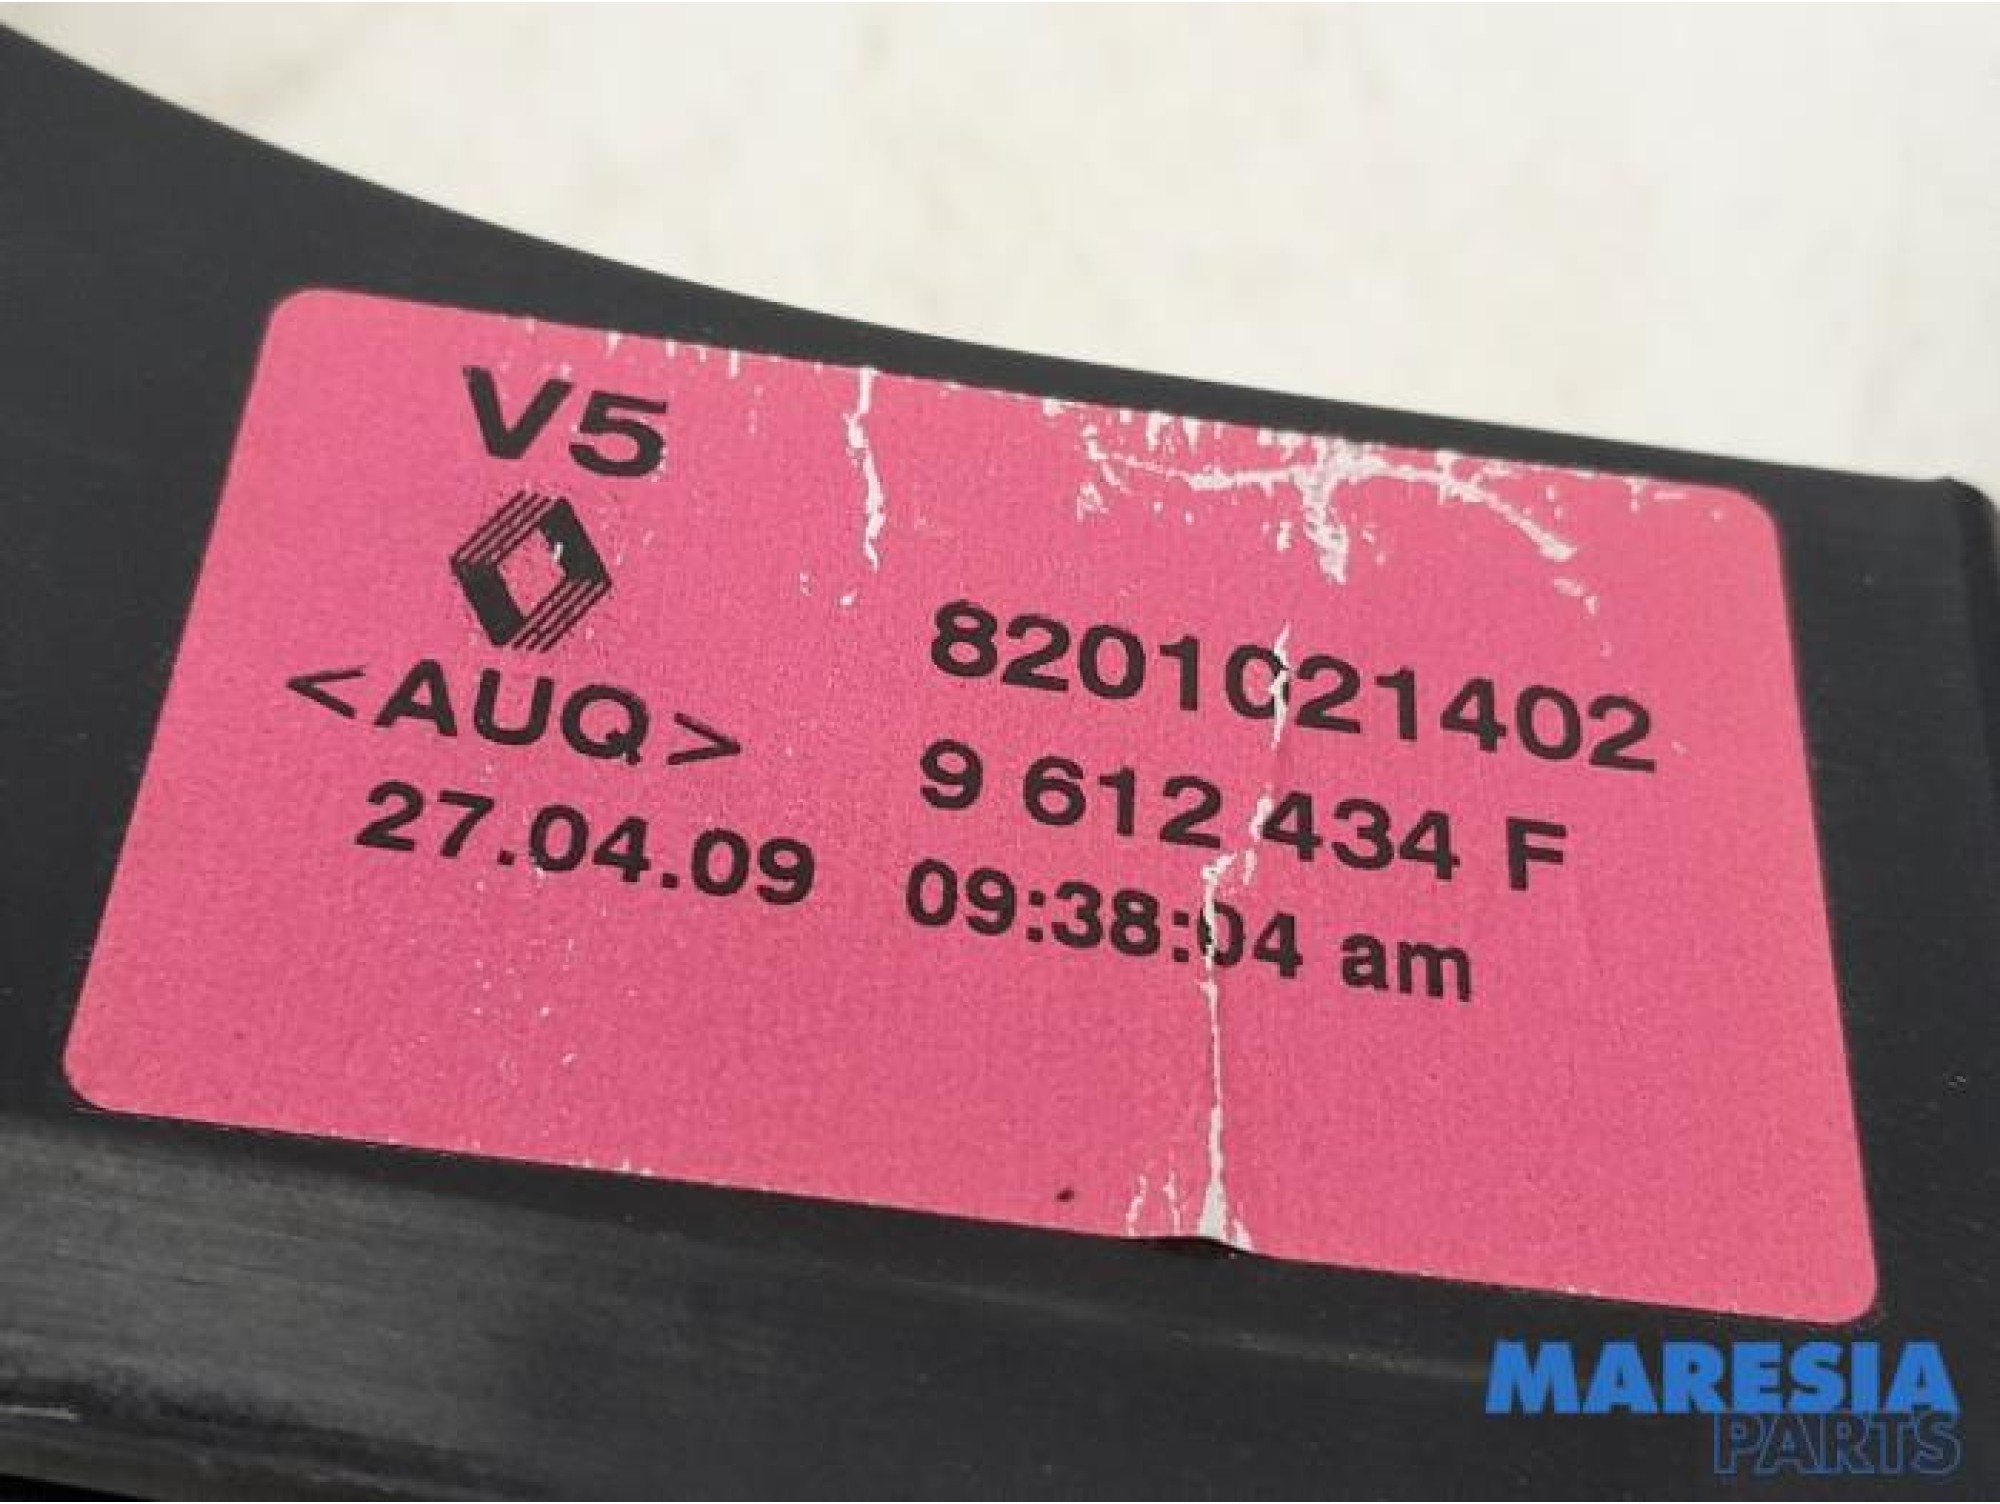 V5
<AUQ>
8201021402
9 612 434 F
27.04.09 09:38:04 am
MARESIA
PARTS